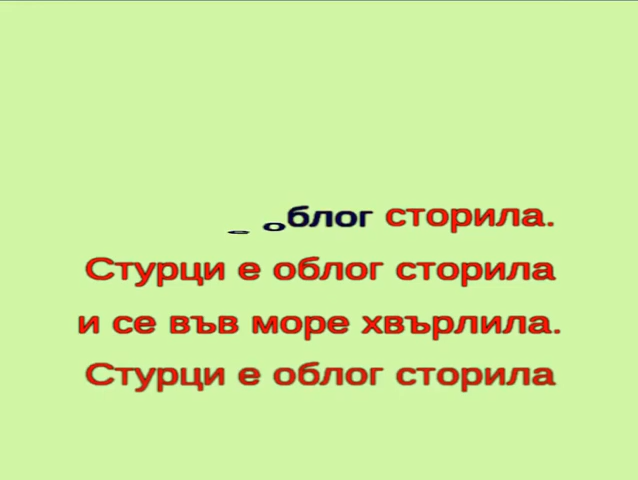 е облог сторила.
Стурци е облог сторила
и се във море хвърлила.
Стурци е облог сторила